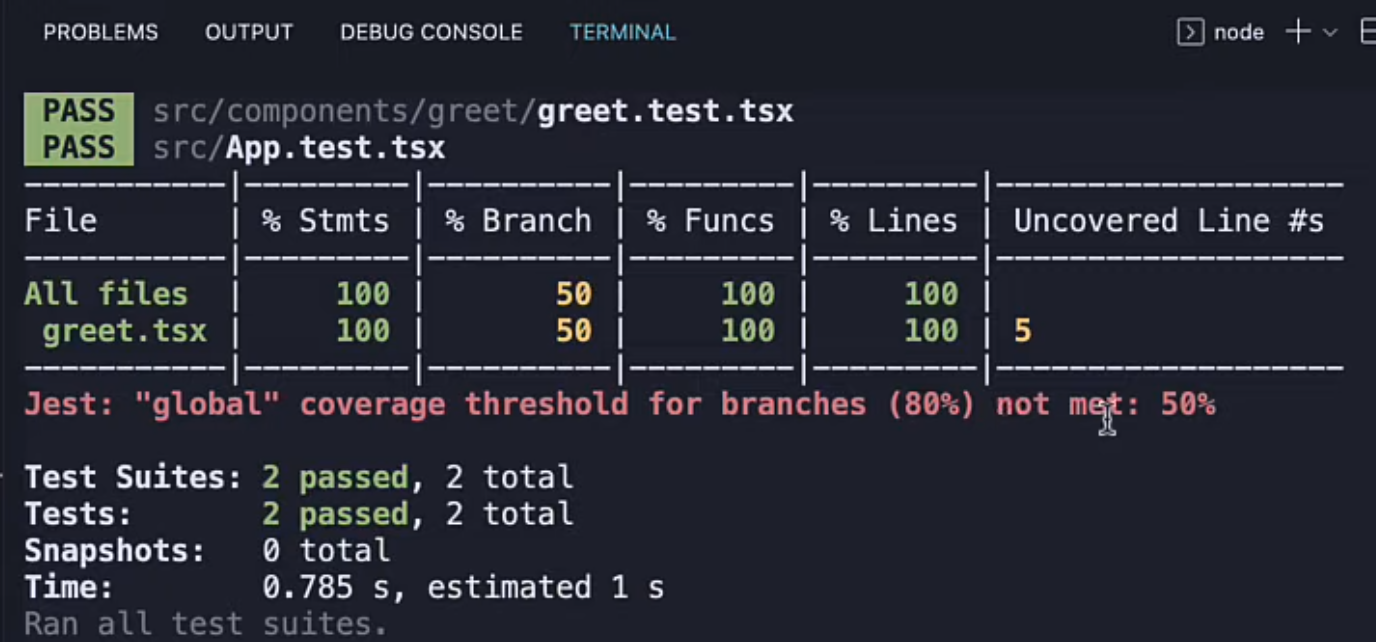 PROBLEMS OUTPUT DEBUG CONSOLE TERMINAL node
PASS src/components/greet/greet.test.tsx
PASS src/App.test.tsx
-----------|---------|----------|---------|---------|-------------------
File       | % Stmts | % Branch | % Funcs | % Lines | Uncovered Line #s
-----------|---------|----------|---------|---------|-------------------
All files  |     100 |       50 |     100 |     100 |
 greet.tsx |     100 |       50 |     100 |     100 | 5
-----------|---------|----------|---------|---------|-------------------
Jest: "global" coverage threshold for branches (80%) not met: 50%
Test Suites: 2 passed, 2 total
Tests:       2 passed, 2 total
Snapshots:   0 total
Time:        0.785 s, estimated 1 s
Ran all test suites.